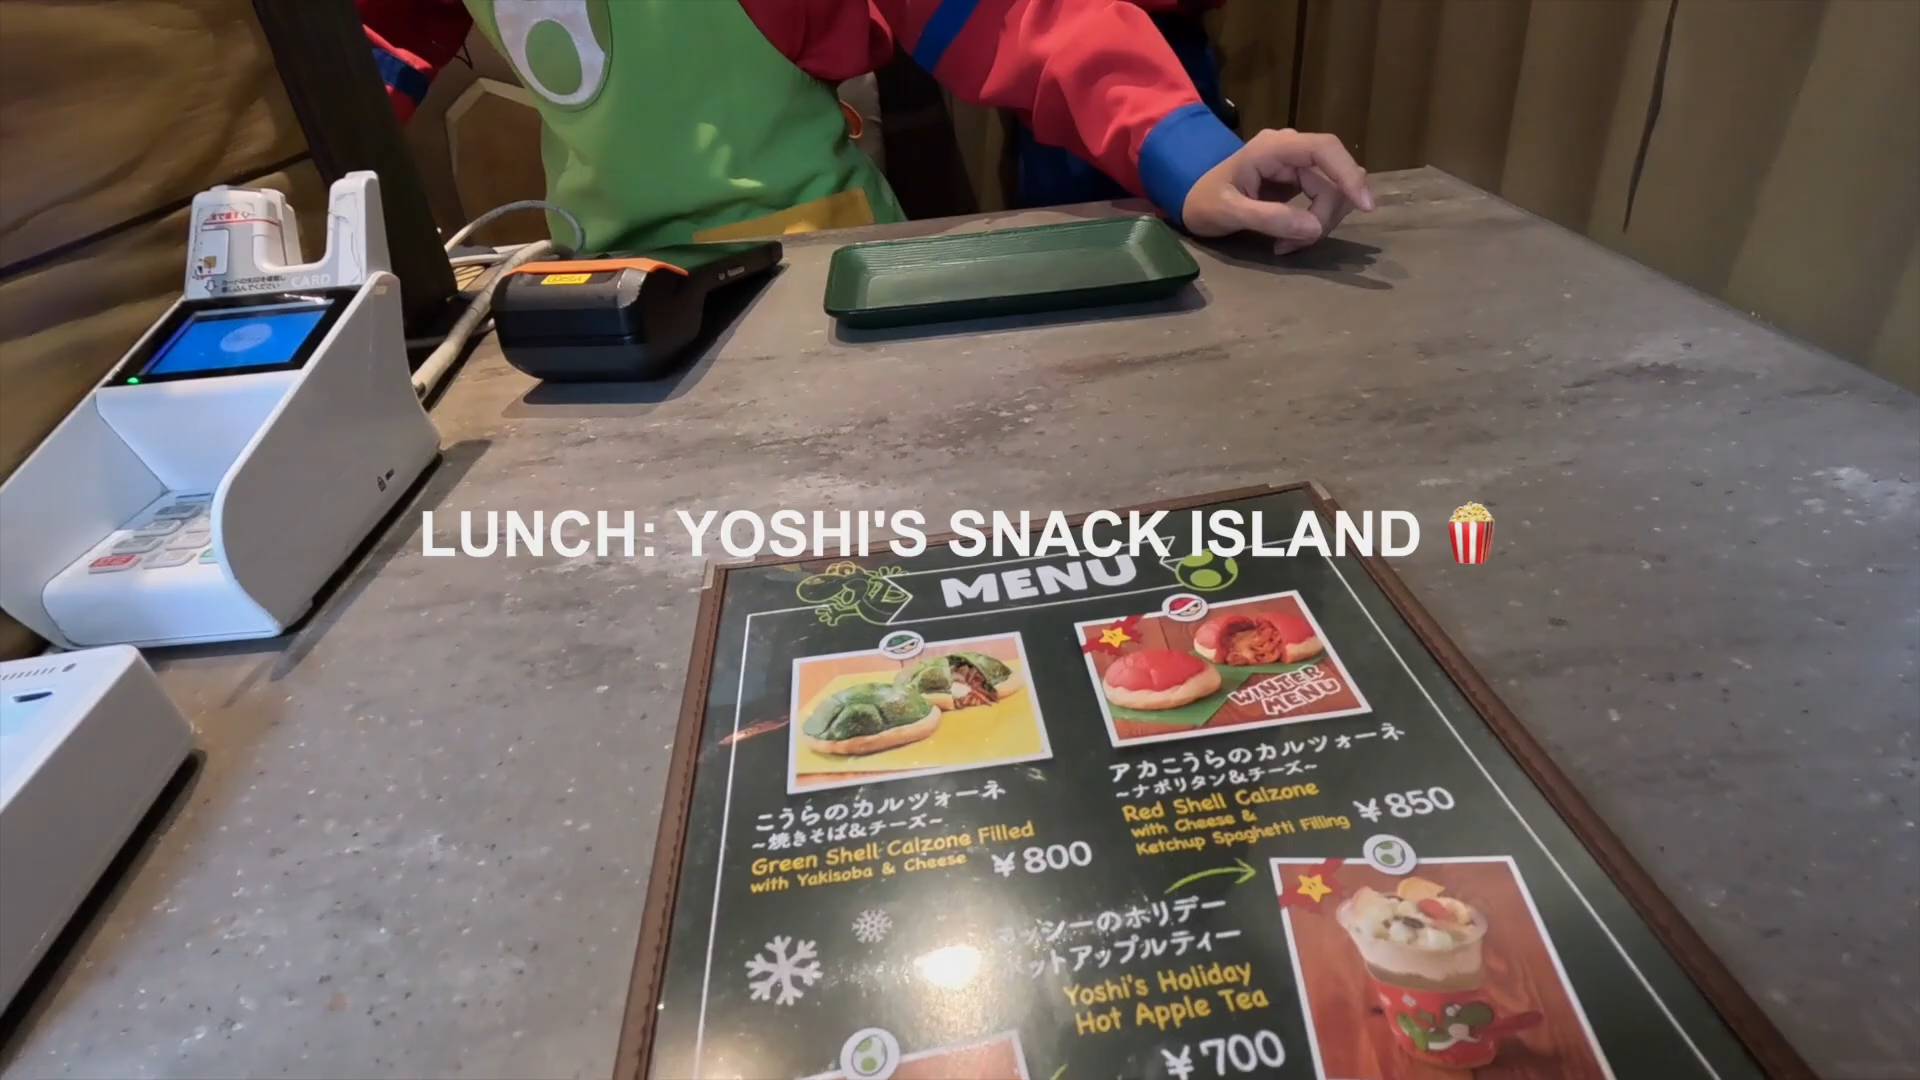 CARD
LUNCH: YOSHI'S SNACK ISLAND 🍿
MENU
WINTER
MENU
こうらのカルツォーネ
~焼きそば&チーズ~
Green Shell Calzone Filled
with Yakisoba & Cheese
¥800
アカこうらのカルツォーネ
~ナポリタン&チーズ~
Red Shell Calzone
with Cheese &
Ketchup Spaghetti Filling
¥850
ッシーのホリデー
ットアップルティー
Yoshi's Holiday
Hot Apple Tea
¥700